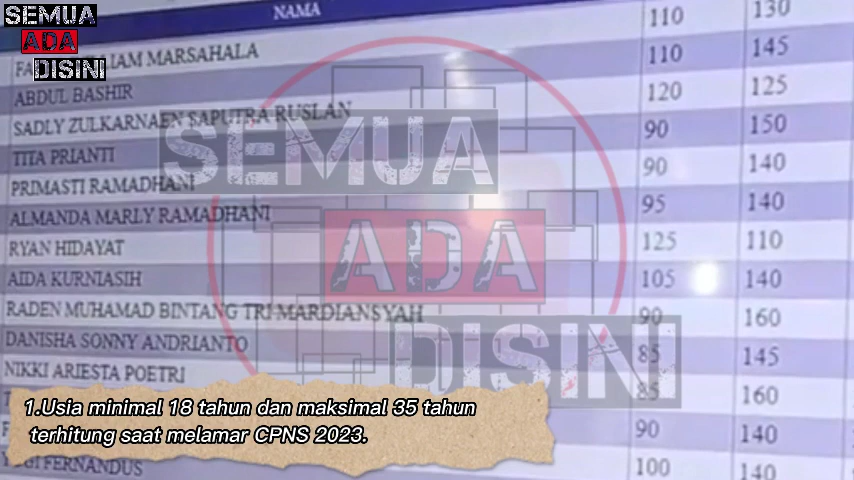 SEMUA
ADA
DISINI
NAMA
IAM MARSAHALA
ABDUL BASHIR 110 130
SADLY ZULKARNAEN SAPUTRA RUSLAN 110 145
TITA PRIANTI 120 125
PRIMASTI RAMADHANI 90 150
ALMANDA MARLY RAMADHANI 90 140
RYAN HIDAYAT 95 140
AIDA KURNIASIH 125 110
RADEN MUHAMAD BINTANG TRI MARDIANSYAH 105 140
DANISHA SONNY ANDRIANTO 90 160
NIKKI ARIESTA POETRI 85 145
85 160
90 140
FERNANDUS 100 140
SEMUA
ADA
DISINI
1.Usia minimal 18 tahun dan maksimal 35 tahun
terhitung saat melamar CPNS 2023.